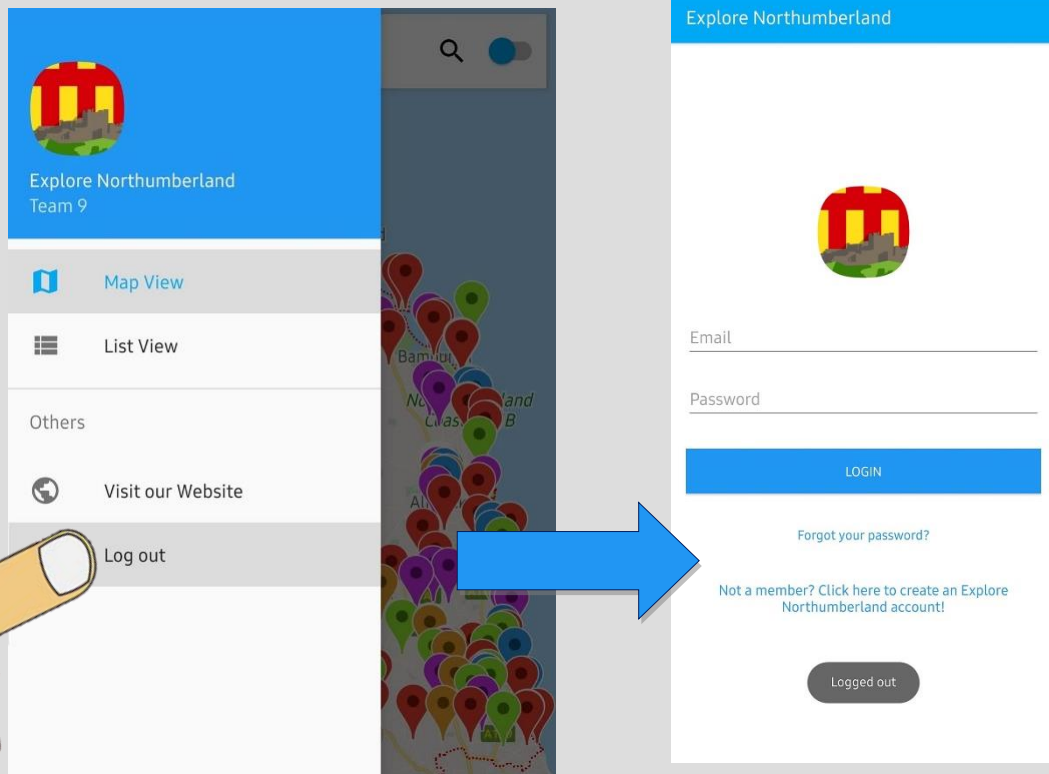 Explore Northumberland
Team 9
Map View
List View
Others
Visit our Website
Log out
Explore Northumberland
Email
Password
LOGIN
Forgot your password?
Not a member? Click here to create an Explore
Northumberland account!
Logged out